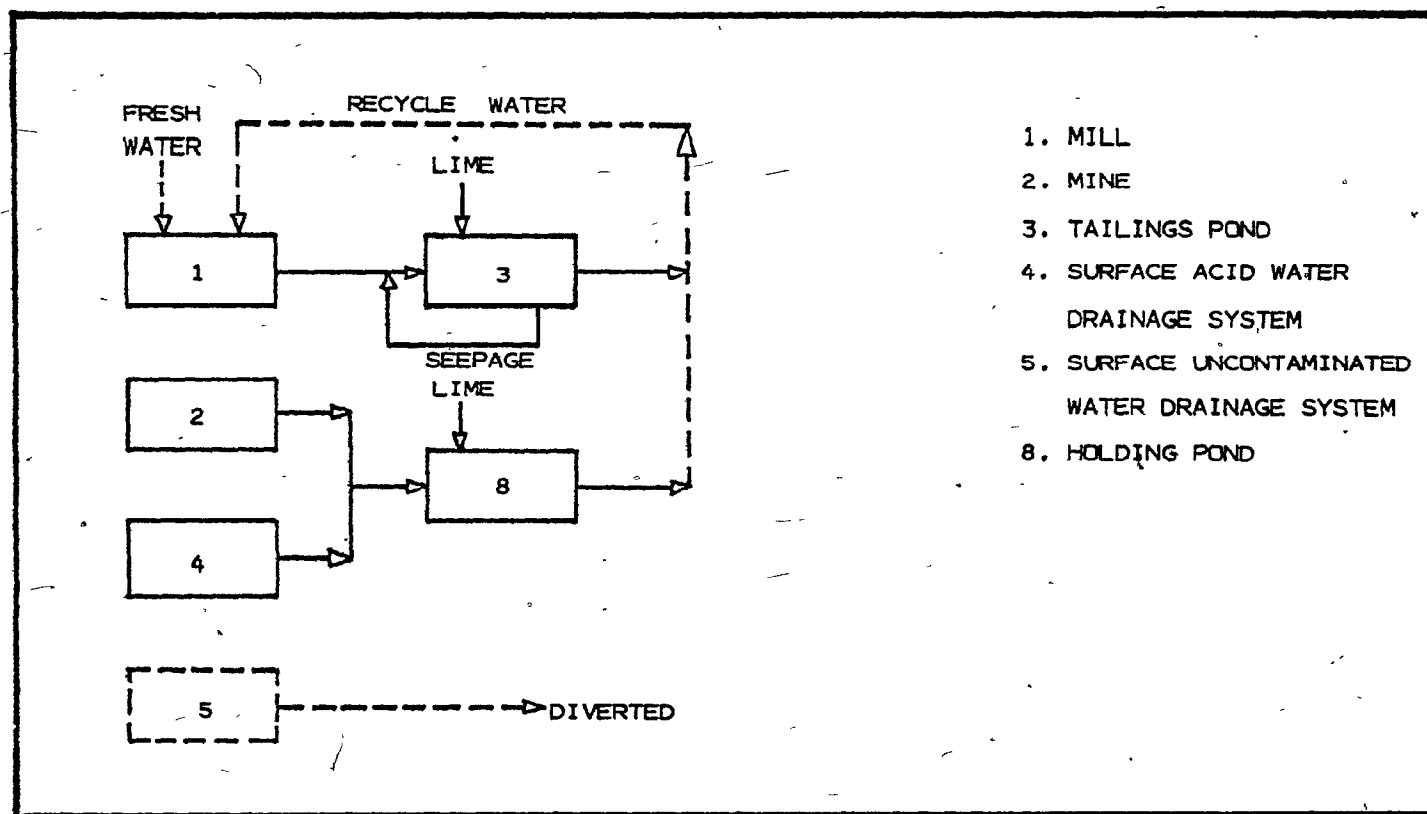 RECYCLE WATER
FRESH
WATER
LIME
1
3
SEEPAGE
LIME
2
8
4
5
DIVERTED
1. MILL
2. MINE
3. TAILINGS POND
4. SURFACE ACID WATER
DRAINAGE SYSTEM
5. SURFACE UNCONTAMINATED
WATER DRAINAGE SYSTEM
8. HOLDING POND